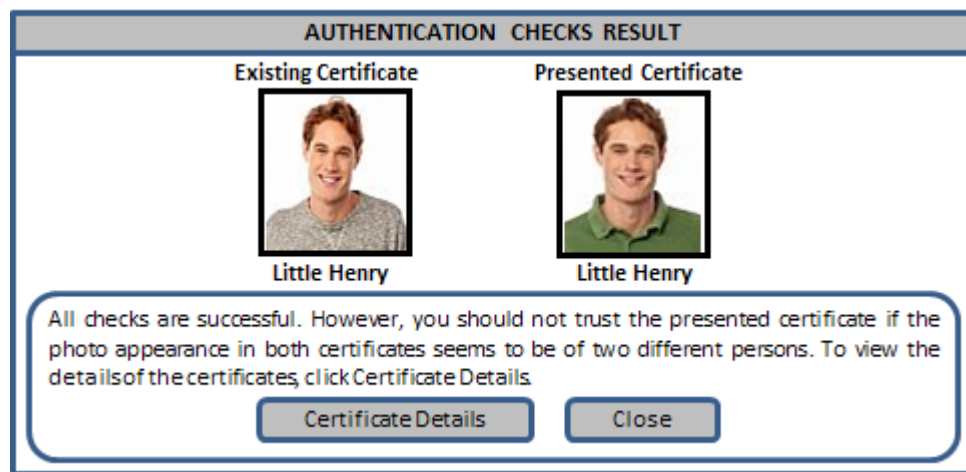 AUTHENTICATION CHECKS RESULT
Existing Certificate Presented Certificate
Little Henry Little Henry
All checks are successful. However, you should not trust the presented certificate if the
photo appearance in both certificates seems to be of two different persons. To view the
details of the certificates, click Certificate Details.
Certificate Details Close